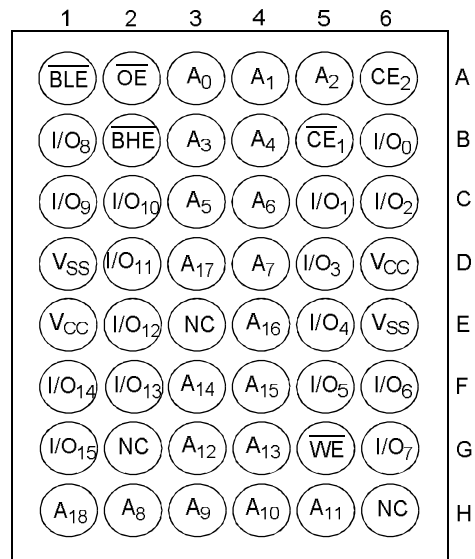 1 2 3 4 5 6
BLE OE A0 A1 A2 CE2 A
I/O8 BHE A3 A4 CE1 I/O0 B
I/O9 I/O10 A5 A6 I/O1 I/O2 C
VSS I/O11 A17 A7 I/O3 VCC D
VCC I/O12 NC A16 I/O4 VSS E
I/O14 I/O13 A14 A15 I/O5 I/O6 F
I/O15 NC A12 A13 WE I/O7 G
A18 A8 A9 A10 A11 NC H